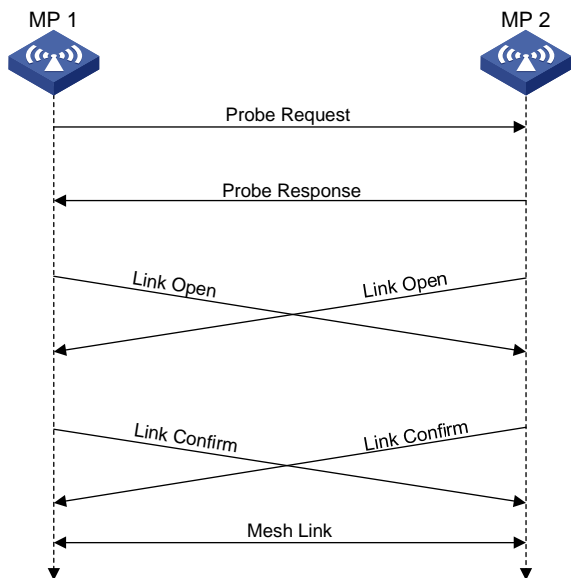 MP 1
MP 2
Probe Request
Probe Response
Link Open
Link Open
Link Confirm
Link Confirm
Mesh Link